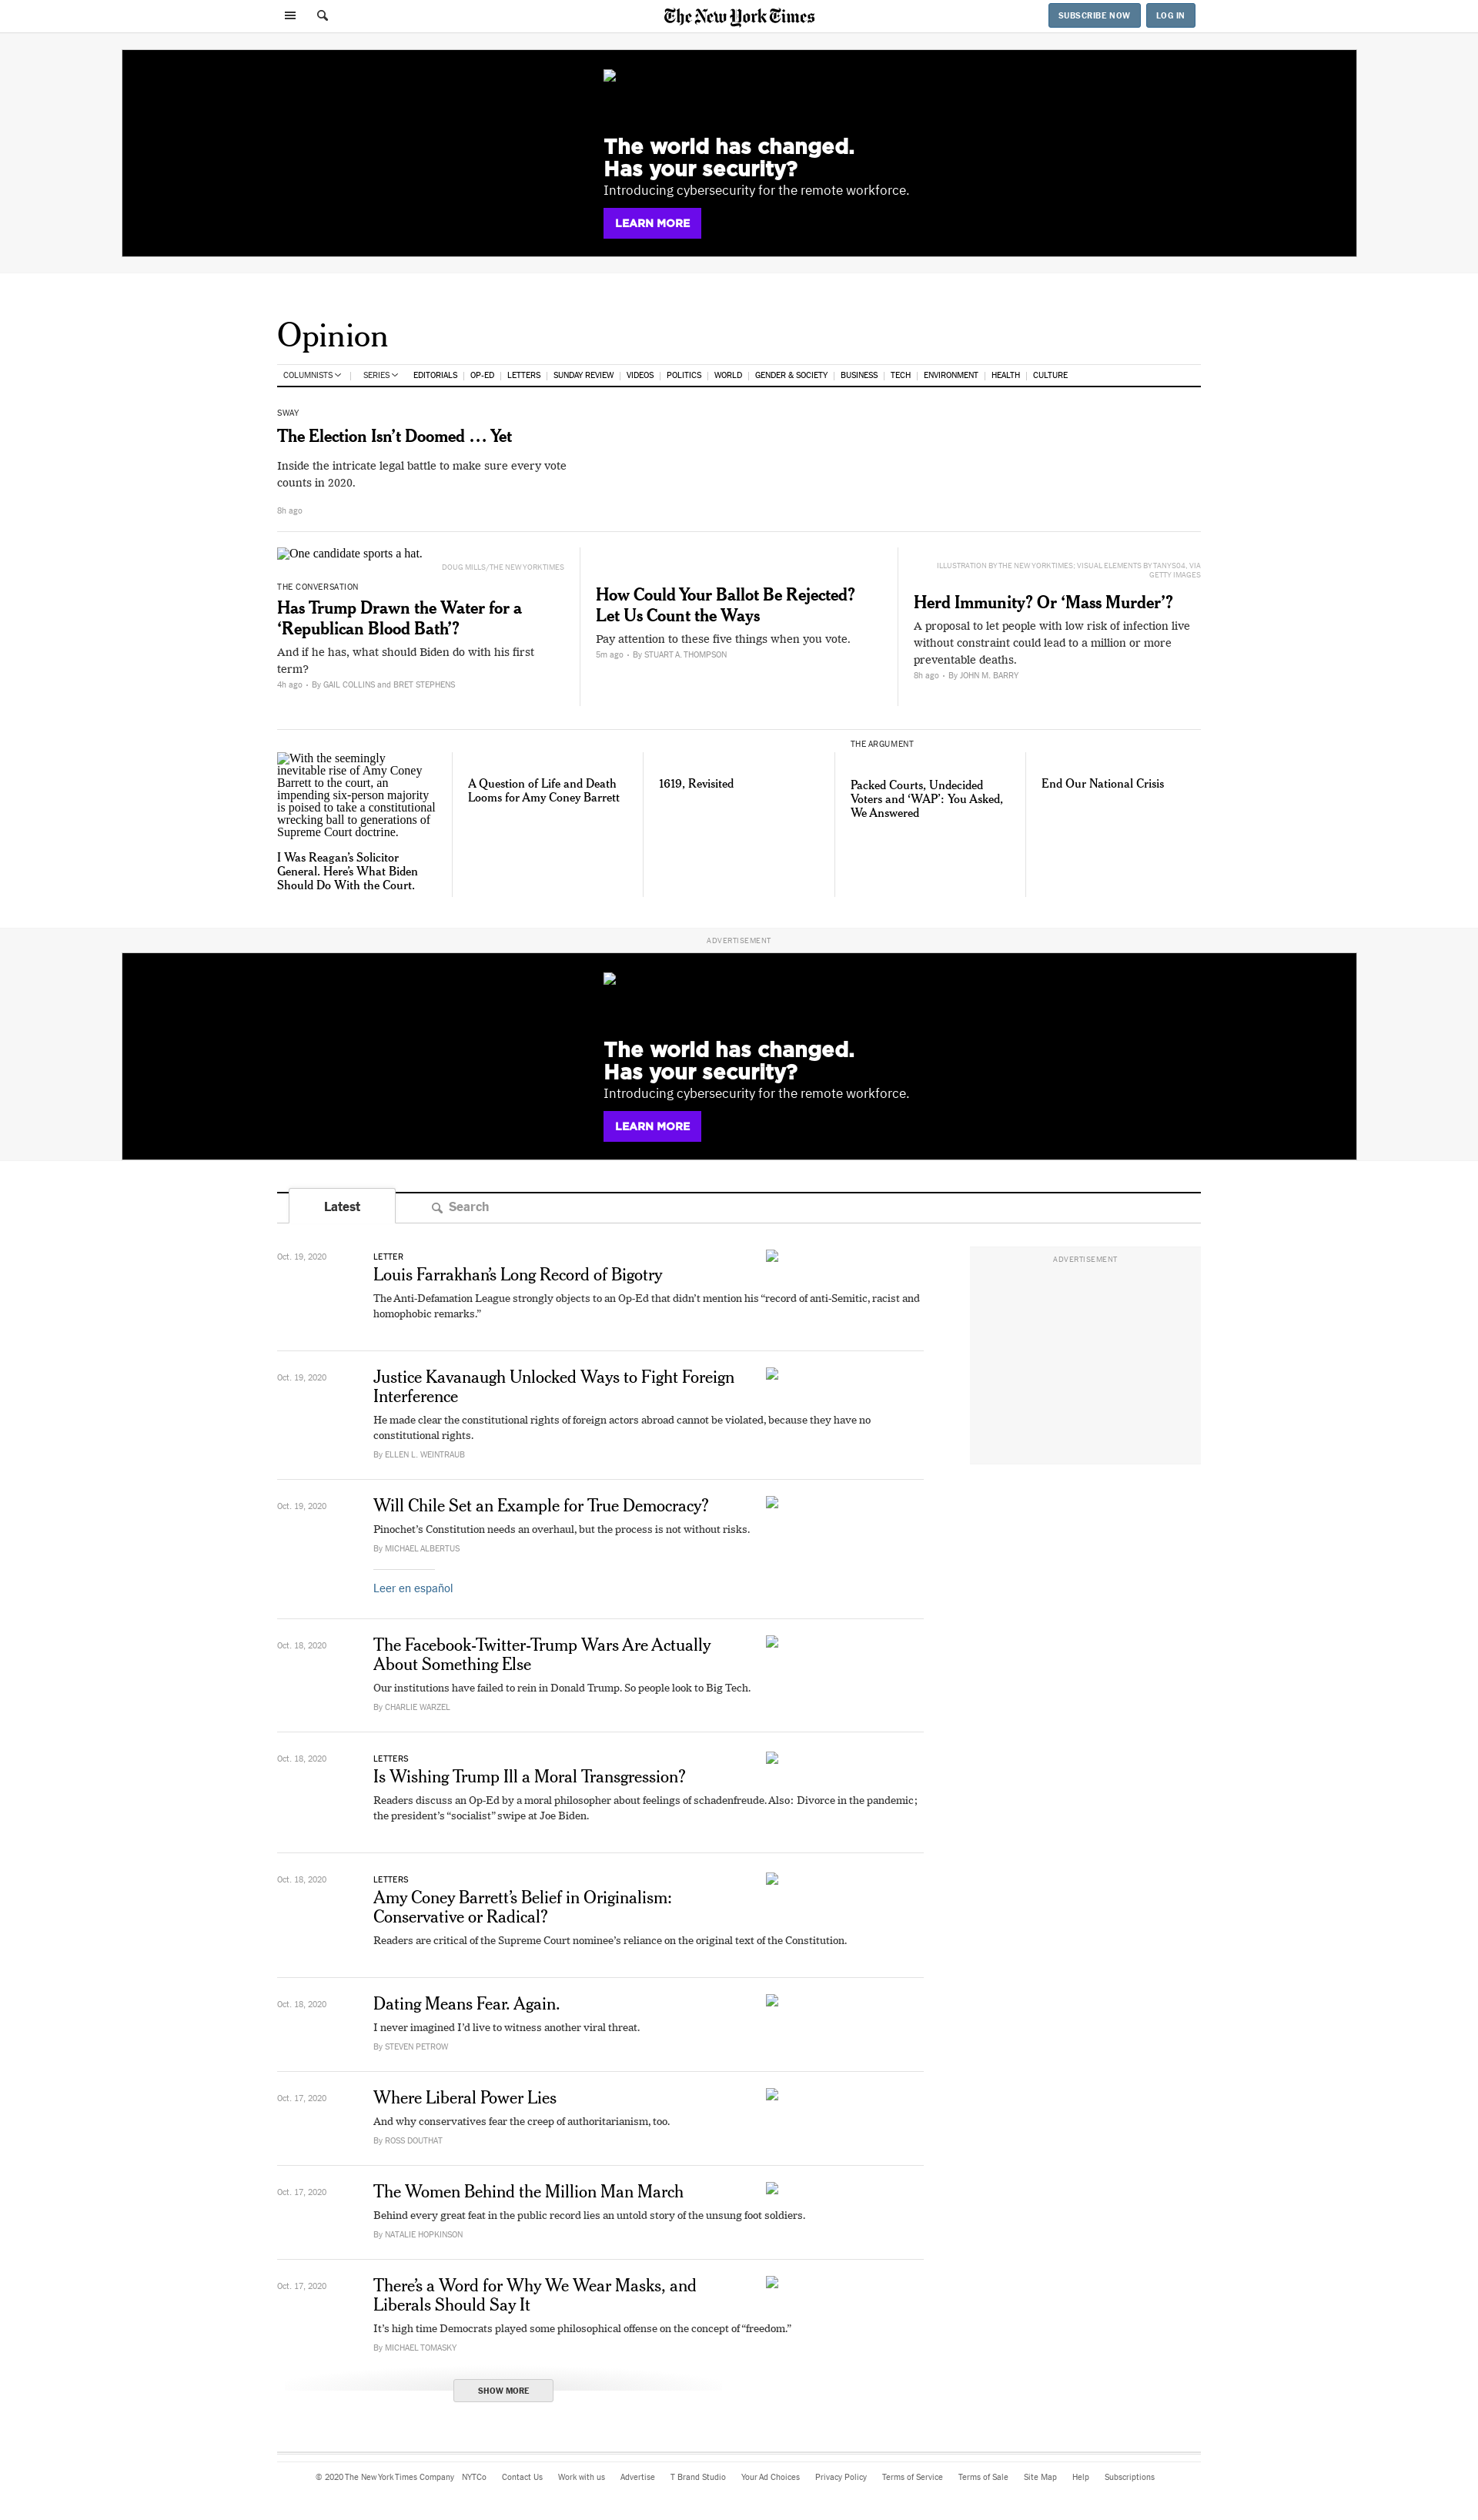 The New York Times
SUBSCRIBE NOW
LOG IN
The world has changed.
Has your security?
Introducing cybersecurity for the remote workforce.
LEARN MORE
Opinion
COLUMNISTS
SERIES
EDITORIALS
OP-ED
LETTERS
SUNDAY REVIEW
VIDEOS
POLITICS
WORLD
GENDER & SOCIETY
BUSINESS
TECH
ENVIRONMENT
HEALTH
CULTURE
SWAY
The Election Isn’t Doomed … Yet
Inside the intricate legal battle to make sure every vote
counts in 2020.
8h ago
One candidate sports a hat.
DOUG MILLS/THE NEW YORK TIMES
THE CONVERSATION
Has Trump Drawn the Water for a
‘Republican Blood Bath’?
And if he has, what should Biden do with his first
term?
4h ago • By GAIL COLLINS and BRET STEPHENS
How Could Your Ballot Be Rejected?
Let Us Count the Ways
Pay attention to these five things when you vote.
5m ago • By STUART A. THOMPSON
ILLUSTRATION BY THE NEW YORK TIMES; VISUAL ELEMENTS BY TANYS04, VIA
GETTY IMAGES
Herd Immunity? Or ‘Mass Murder’?
A proposal to let people with low risk of infection live
without constraint could lead to a million or more
preventable deaths.
8h ago • By JOHN M. BARRY
With the seemingly
inevitable rise of Amy Coney
Barrett to the court, an
impending six-person majority
is poised to take a constitutional
wrecking ball to generations of
Supreme Court doctrine.
I Was Reagan’s Solicitor
General. Here’s What Biden
Should Do With the Court.
A Question of Life and Death
Looms for Amy Coney Barrett
1619, Revisited
THE ARGUMENT
Packed Courts, Undecided
Voters and ‘WAP’: You Asked,
We Answered
End Our National Crisis
ADVERTISEMENT
The world has changed.
Has your security?
Introducing cybersecurity for the remote workforce.
LEARN MORE
Latest
Search
ADVERTISEMENT
Oct. 19, 2020
LETTER
Louis Farrakhan’s Long Record of Bigotry
The Anti-Defamation League strongly objects to an Op-Ed that didn’t mention his “record of anti-Semitic, racist and
homophobic remarks.”
Oct. 19, 2020
Justice Kavanaugh Unlocked Ways to Fight Foreign
Interference
He made clear the constitutional rights of foreign actors abroad cannot be violated, because they have no
constitutional rights.
By ELLEN L. WEINTRAUB
Oct. 19, 2020
Will Chile Set an Example for True Democracy?
Pinochet’s Constitution needs an overhaul, but the process is not without risks.
By MICHAEL ALBERTUS
Leer en español
Oct. 18, 2020
The Facebook-Twitter-Trump Wars Are Actually
About Something Else
Our institutions have failed to rein in Donald Trump. So people look to Big Tech.
By CHARLIE WARZEL
Oct. 18, 2020
LETTERS
Is Wishing Trump Ill a Moral Transgression?
Readers discuss an Op-Ed by a moral philosopher about feelings of schadenfreude. Also: Divorce in the pandemic;
the president’s “socialist” swipe at Joe Biden.
Oct. 18, 2020
LETTERS
Amy Coney Barrett’s Belief in Originalism:
Conservative or Radical?
Readers are critical of the Supreme Court nominee’s reliance on the original text of the Constitution.
Oct. 18, 2020
Dating Means Fear. Again.
I never imagined I’d live to witness another viral threat.
By STEVEN PETROW
Oct. 17, 2020
Where Liberal Power Lies
And why conservatives fear the creep of authoritarianism, too.
By ROSS DOUTHAT
Oct. 17, 2020
The Women Behind the Million Man March
Behind every great feat in the public record lies an untold story of the unsung foot soldiers.
By NATALIE HOPKINSON
Oct. 17, 2020
There’s a Word for Why We Wear Masks, and
Liberals Should Say It
It’s high time Democrats played some philosophical offense on the concept of “freedom.”
By MICHAEL TOMASKY
SHOW MORE
© 2020 The New York Times Company NYTCo Contact Us Work with us Advertise T Brand Studio Your Ad Choices Privacy Policy Terms of Service Terms of Sale Site Map Help Subscriptions